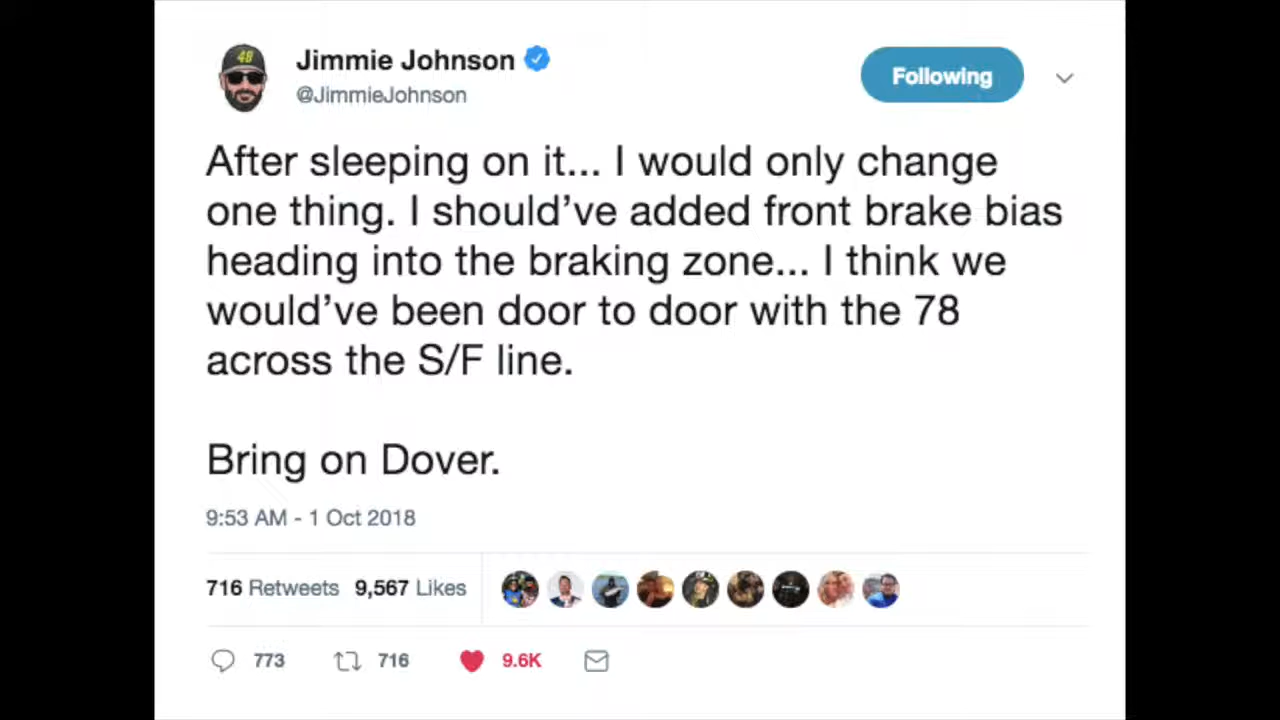 48
Jimmie Johnson
@JimmieJohnson
Following
After sleeping on it... I would only change
one thing. I should’ve added front brake bias
heading into the braking zone... I think we
would’ve been door to door with the 78
across the S/F line.
Bring on Dover.
9:53 AM - 1 Oct 2018
716 Retweets 9,567 Likes
773 716 9.6K